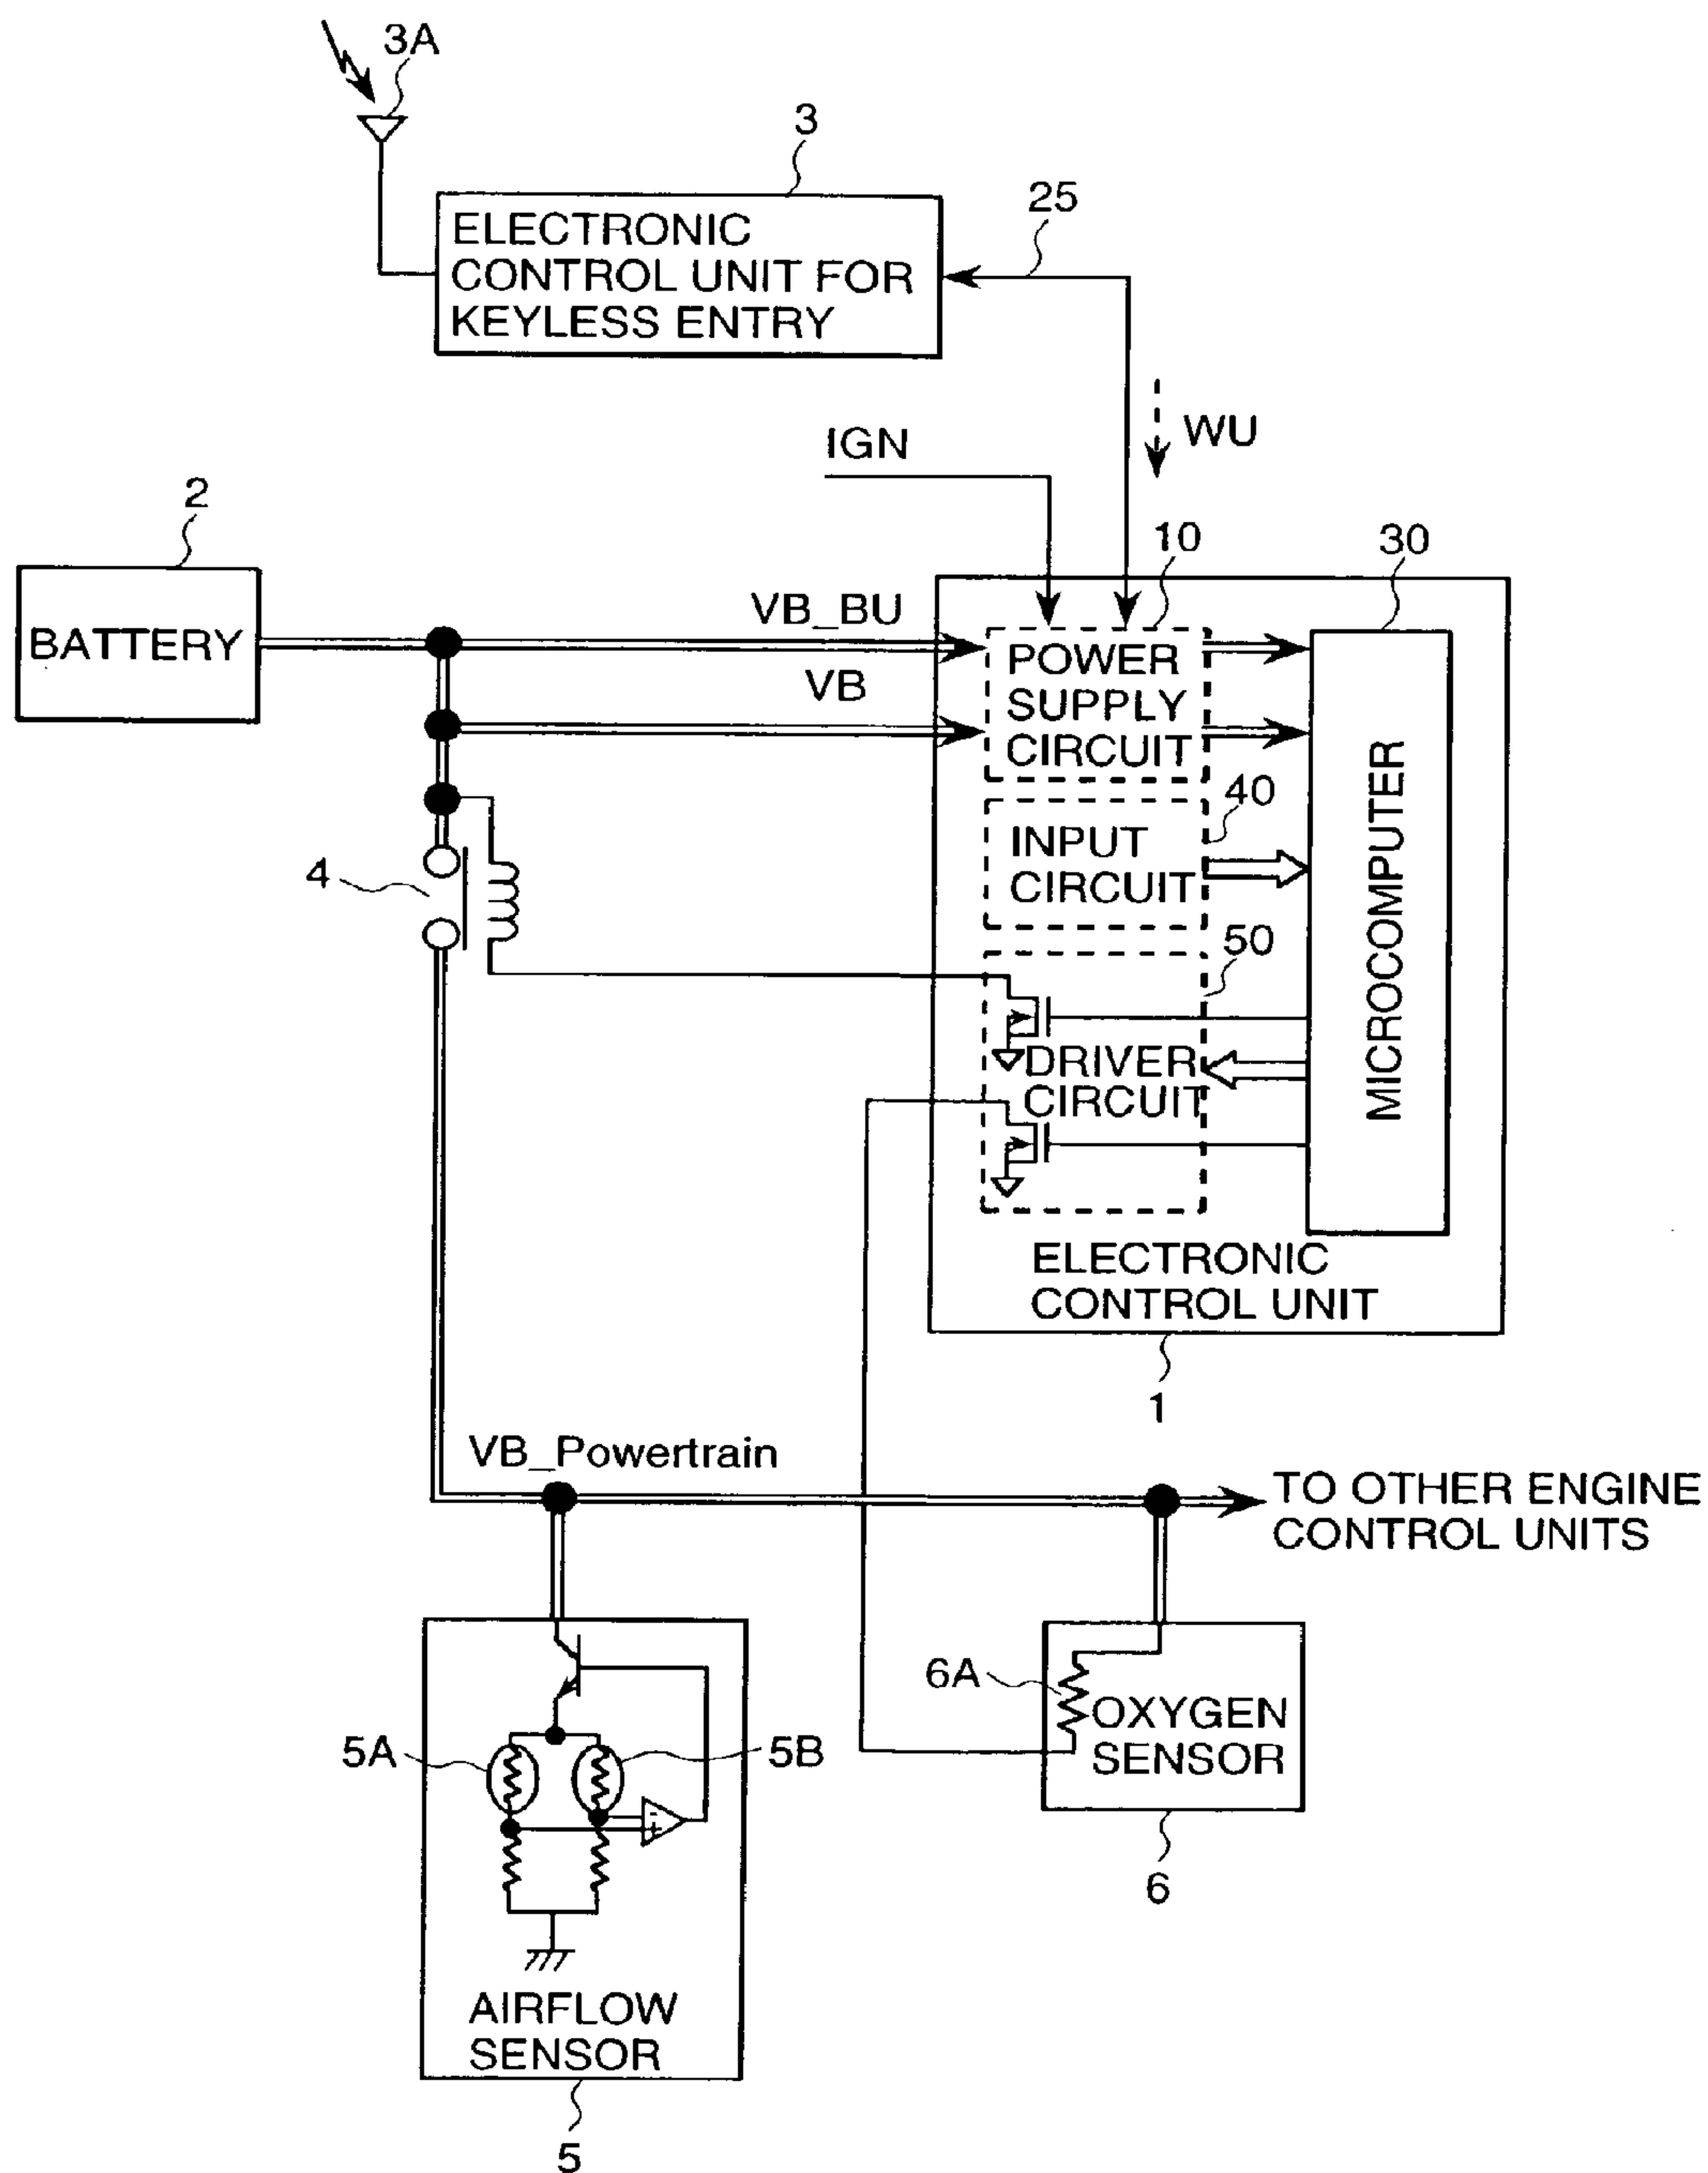 3A
3
ELECTRONIC
CONTROL UNIT FOR
KEYLESS ENTRY
25
WU
IGN
2
BATTERY
VB_BU
VB
10
30
POWER
SUPPLY
CIRCUIT
40
INPUT
CIRCUIT
4
50
DRIVER
CIRCUIT
MICROCOMPUTER
ELECTRONIC
CONTROL UNIT
1
VB_Powertrain
TO OTHER ENGINE
CONTROL UNITS
6A
OXYGEN
SENSOR
6
5A
5B
-
+
AIRFLOW
SENSOR
5